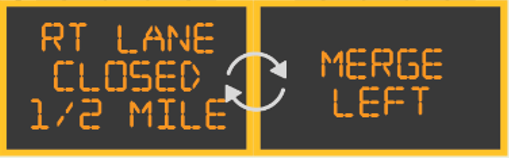 RT LANE
CLOSED
1/2 MILE
MERGE
LEFT